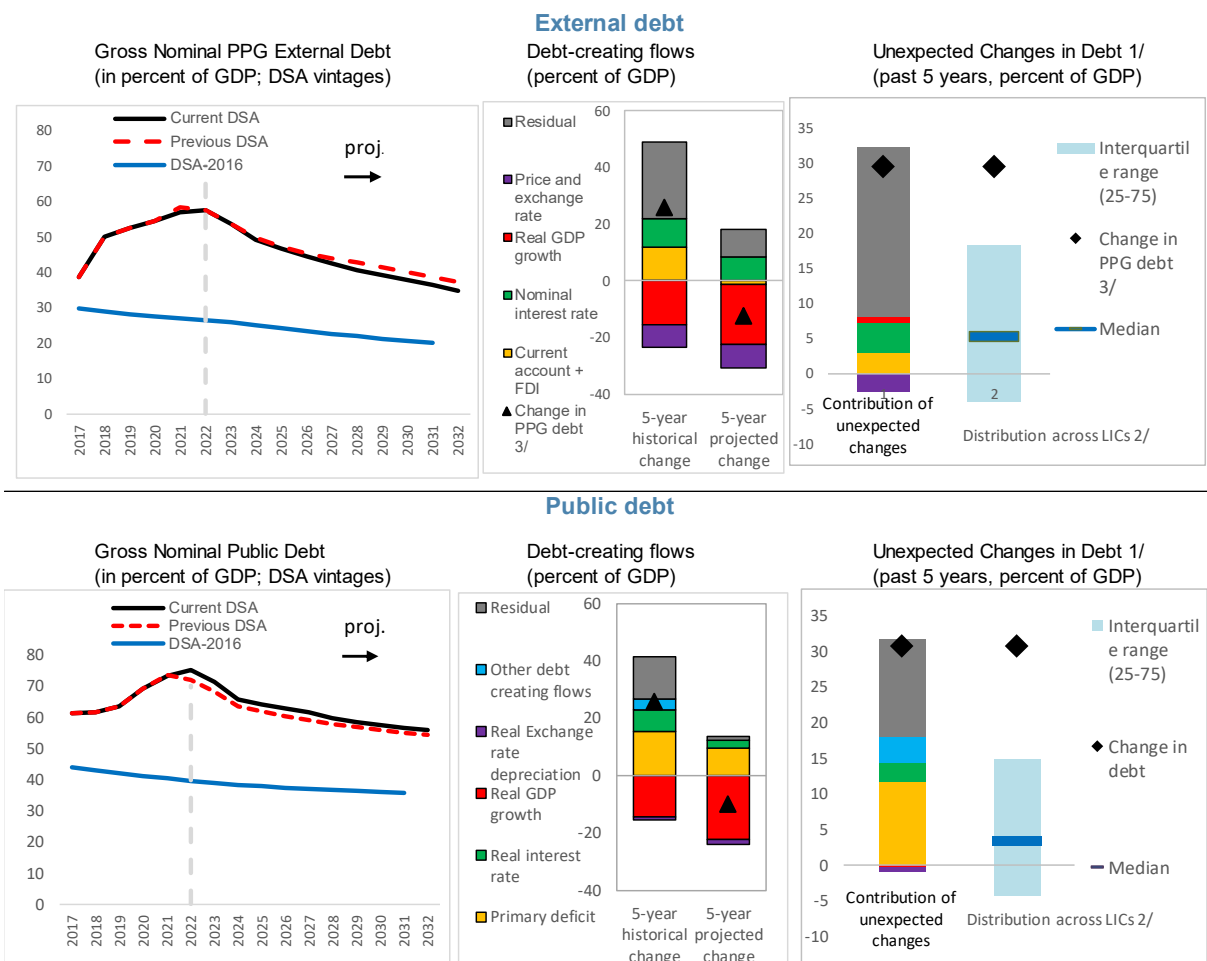 External debt
Gross Nominal PPG External Debt
(in percent of GDP; DSA vintages)
Current DSA
Previous DSA
DSA-2016
proj.
80
70
60
50
40
30
20
10
0
2017
2018
2019
2020
2021
2022
2023
2024
2025
2026
2027
2028
2029
2030
2031
2032
Debt-creating flows
(percent of GDP)
Residual
Price and
exchange
rate
Real GDP
growth
Nominal
interest rate
Current
account +
FDI
Change in
PPG debt
3/
60
40
20
0
-20
-40
5-year
historical
change
5-year
projected
change
Unexpected Changes in Debt 1/
(past 5 years, percent of GDP)
35
30
25
20
15
10
5
0
-5
-10
1
2
Contribution of
unexpected
changes
Distribution across LICs 2/
Interquartil
e range
(25-75)
Change in
PPG debt
3/
Median
Public debt
Gross Nominal Public Debt
(in percent of GDP; DSA vintages)
Current DSA
Previous DSA
DSA-2016
proj.
80
70
60
50
40
30
20
10
0
2017
2018
2019
2020
2021
2022
2023
2024
2025
2026
2027
2028
2029
2030
2031
2032
Debt-creating flows
(percent of GDP)
Residual
Other debt
creating flows
Real Exchange
rate
depreciation
Real GDP
growth
Real interest
rate
Primary deficit
60
40
20
0
-20
-40
5-year
historical
change
5-year
projected
change
Unexpected Changes in Debt 1/
(past 5 years, percent of GDP)
35
30
25
20
15
10
5
0
-5
-10
Contribution of
unexpected
changes
Distribution across LICs 2/
Interquartil
e range
(25-75)
Change in
debt
Median